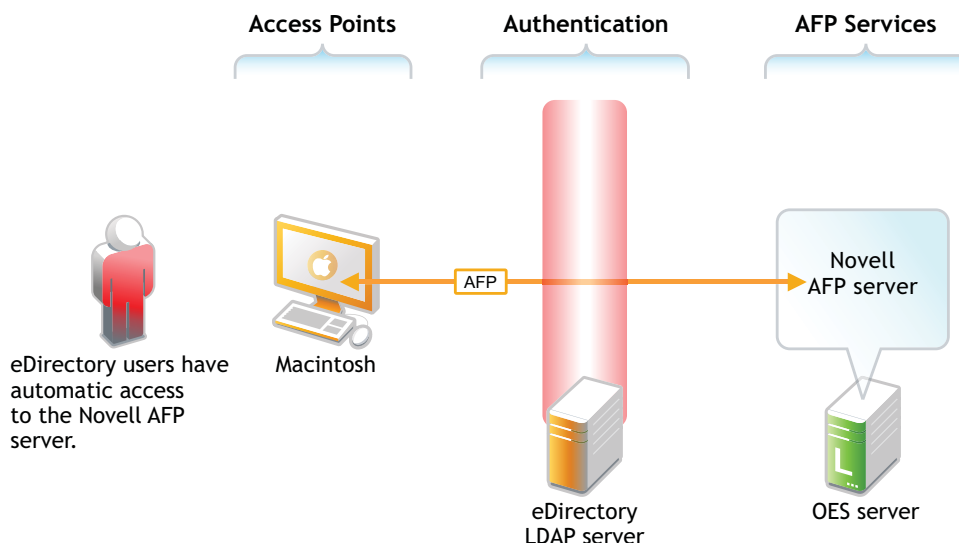 Access Points
Authentication
AFP Services
AFP
Novell
AFP server
eDirectory users have
automatic access
to the Novell AFP
server.
Macintosh
eDirectory
LDAP server
L
OES server